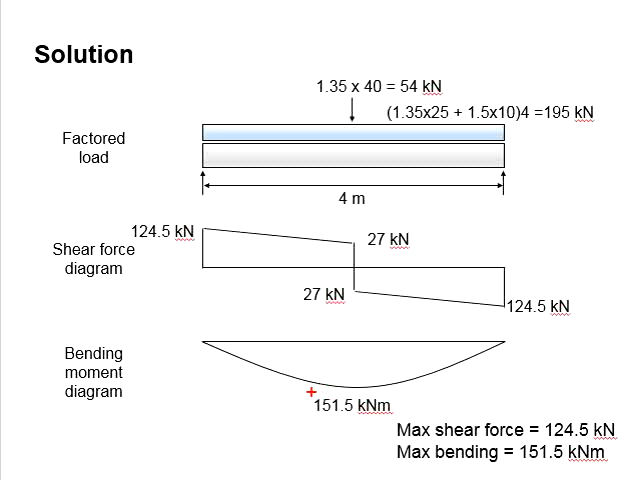 Solution
1.35 x 40 = 54 kN
(1.35x25 + 1.5x10)4 =195 kN
Factored
load
4 m
124.5 kN
27 kN
Shear force
diagram
27 kN
124.5 kN
Bending
moment
diagram
+
151.5 kNm
Max shear force = 124.5 kN
Max bending = 151.5 kNm